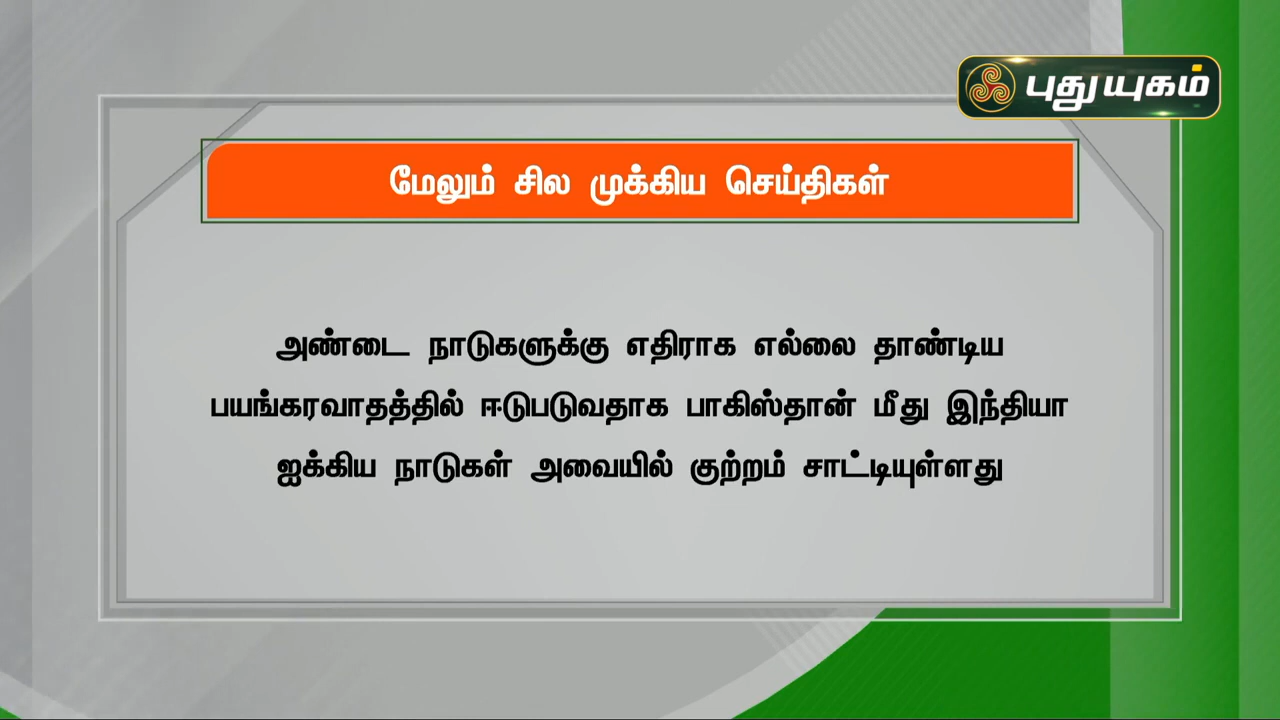 புதுயுகம்
மேலும் சில முக்கிய செய்திகள்
அண்டை நாடுகளுக்கு எதிராக எல்லை தாண்டிய
பயங்கரவாதத்தில் ஈடுபடுவதாக பாகிஸ்தான் மீது இந்தியா
ஐக்கிய நாடுகள் அவையில் குற்றம் சாட்டியுள்ளது